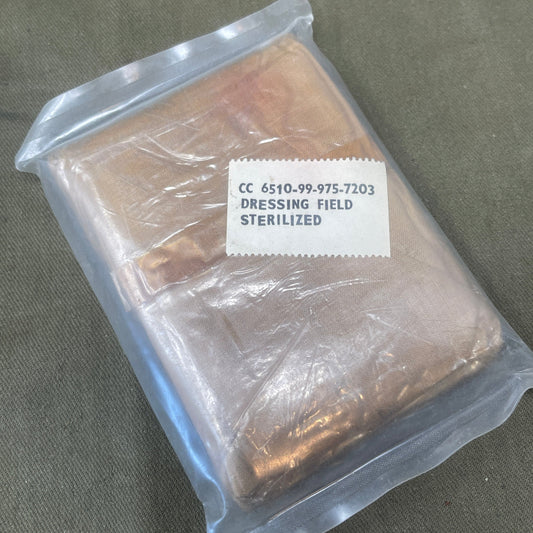 CC 6510-99-975-7203
DRESSING FIELD
STERILIZED